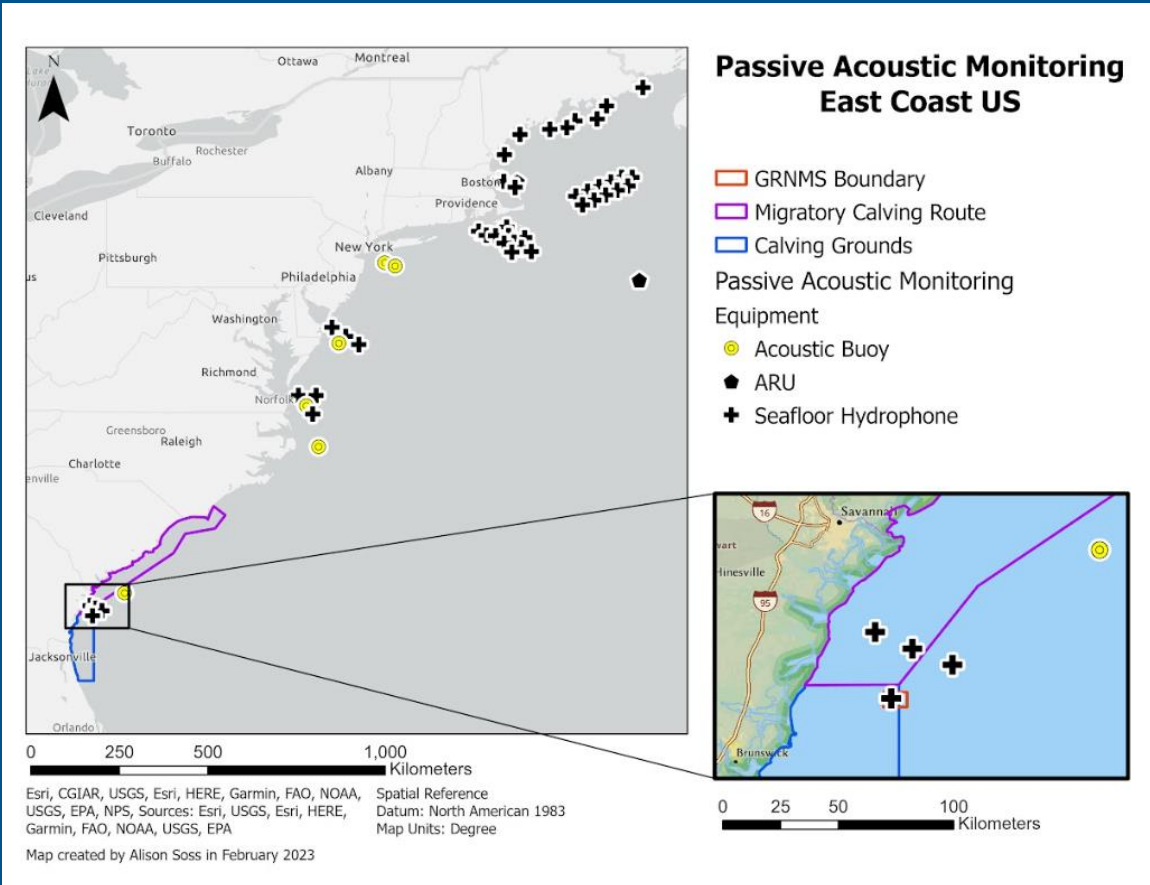 Passive Acoustic Monitoring
East Coast US
N
Ottawa
Montreal
Toronto
Rochester
Buffalo
Albany
Boston
Providence
Cleveland
New York
Pittsburgh
Philadelphia
us
Washington
Richmond
Norfolk
Greensboro
Raleigh
Charlotte
enville
Jacksonville
Orlando
GRNMS Boundary
Migratory Calving Route
Calving Grounds
Passive Acoustic Monitoring
Equipment
Acoustic Buoy
ARU
Seafloor Hydrophone
16
Savannah
wart
Hinesville
95
Brunswick
0 250 500 1,000
Kilometers
0 25 50 100
Kilometers
Esri, CGIAR, USGS, Esri, HERE, Garmin, FAO, NOAA,
USGS, EPA, NPS, Sources: Esri, USGS, Esri, HERE,
Garmin, FAO, NOAA, USGS, EPA
Spatial Reference
Datum: North American 1983
Map Units: Degree
Map created by Alison Soss in February 2023